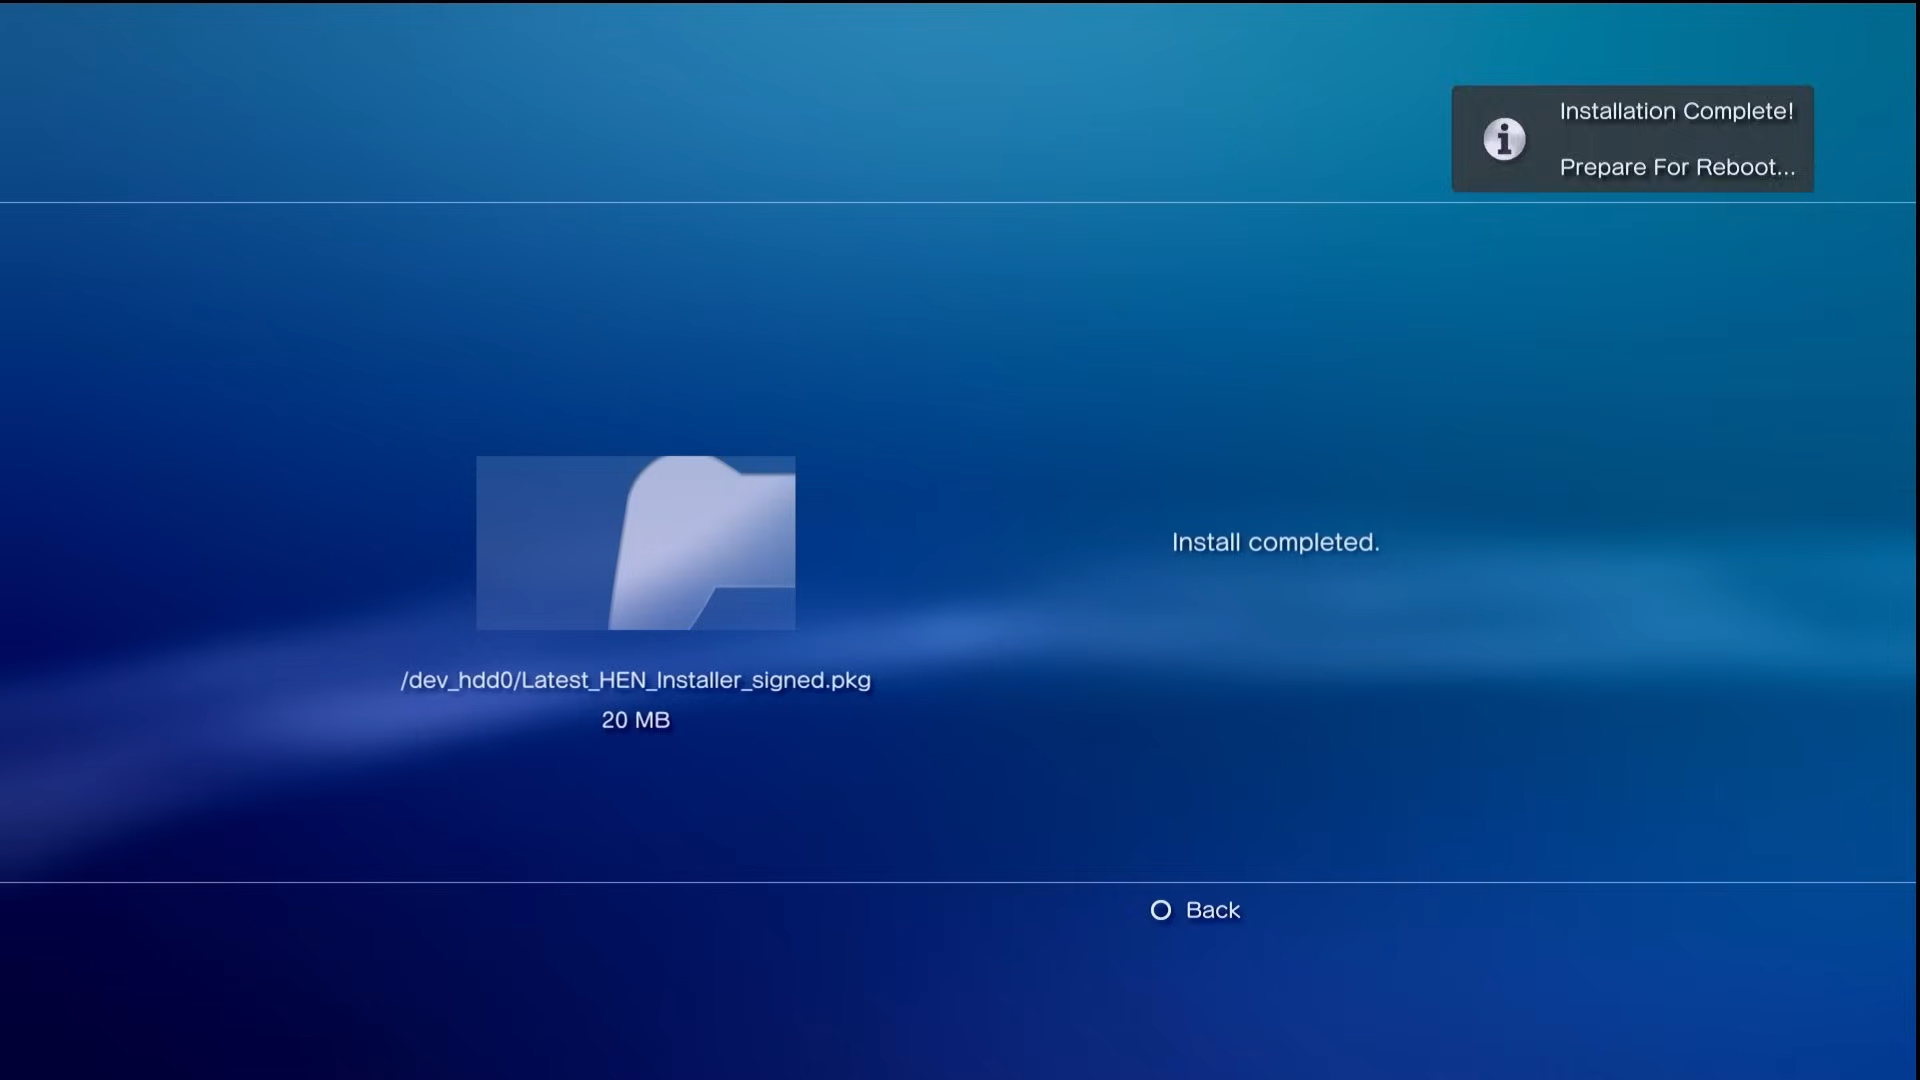 Installation Complete!
Prepare For Reboot...
Install completed.
/dev_hdd0/Latest_HEN_Installer_signed.pkg
20 MB
Back